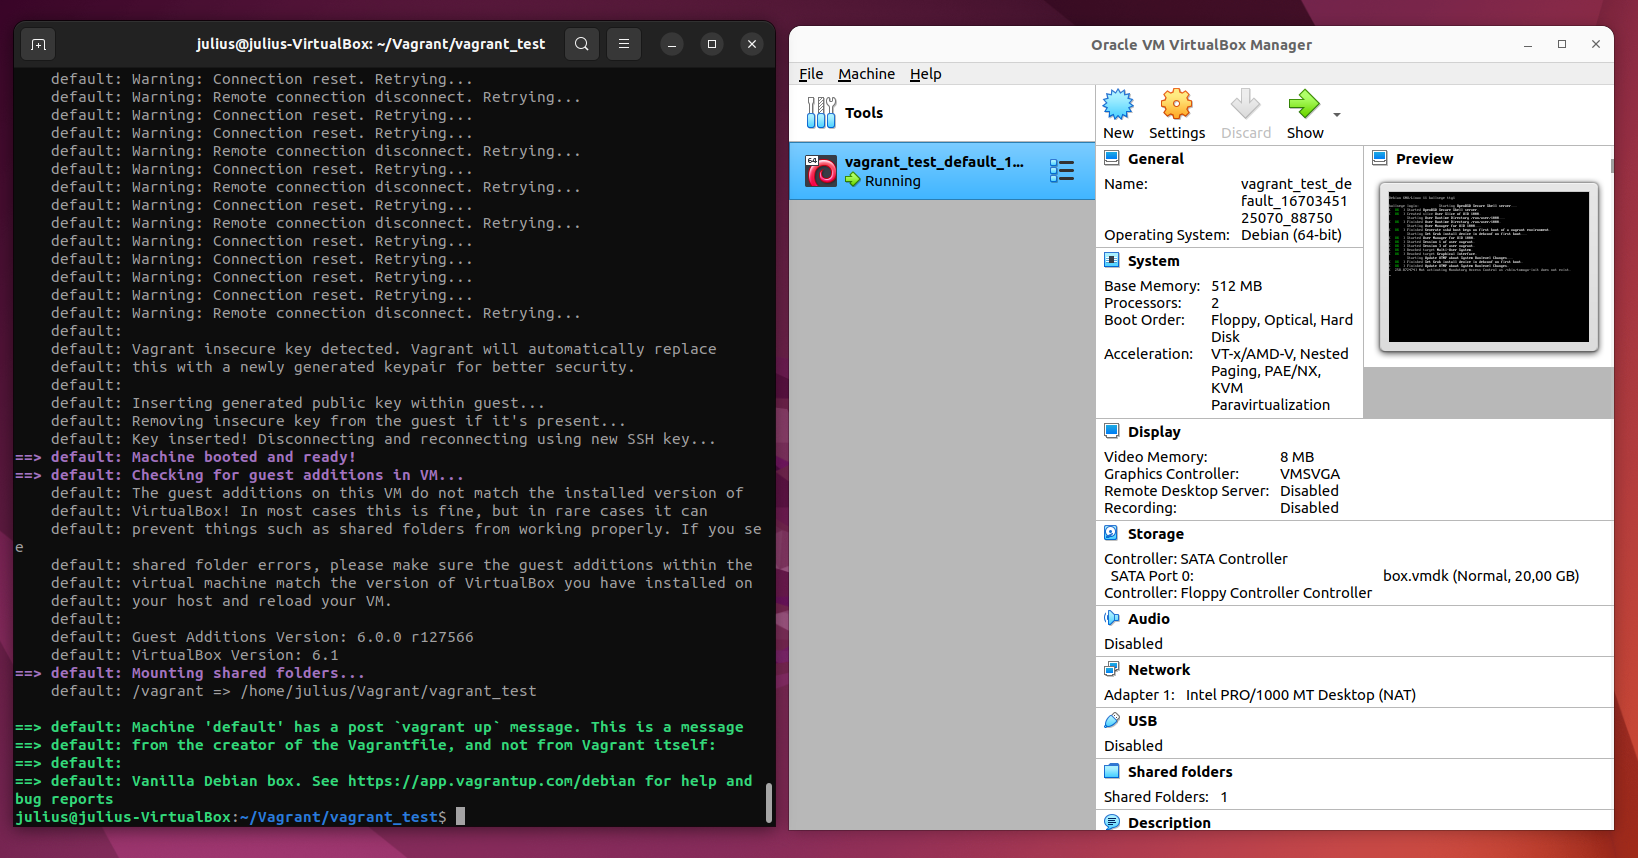 julius@julius-VirtualBox: ~/Vagrant/vagrant_test
default: Warning: Connection reset. Retrying...
default: Warning: Remote connection disconnect. Retrying...
default: Warning: Connection reset. Retrying...
default: Warning: Connection reset. Retrying...
default: Warning: Remote connection disconnect. Retrying...
default: Warning: Connection reset. Retrying...
default: Warning: Remote connection disconnect. Retrying...
default: Warning: Connection reset. Retrying...
default: Warning: Remote connection disconnect. Retrying...
default: Warning: Connection reset. Retrying...
default: Warning: Connection reset. Retrying...
default: Warning: Connection reset. Retrying...
default: Warning: Connection reset. Retrying...
default: Warning: Remote connection disconnect. Retrying...
default:
default: Vagrant insecure key detected. Vagrant will automatically replace
default: this with a newly generated keypair for better security.
default:
default: Inserting generated public key within guest...
default: Removing insecure key from the guest if it's present...
default: Key inserted! Disconnecting and reconnecting using new SSH key...
==> default: Machine booted and ready!
==> default: Checking for guest additions in VM...
default: The guest additions on this VM do not match the installed version of
default: VirtualBox! In most cases this is fine, but in rare cases it can
default: prevent things such as shared folders from working properly. If you se
e
default: shared folder errors, please make sure the guest additions within the
default: virtual machine match the version of VirtualBox you have installed on
default: your host and reload your VM.
default:
default: Guest Additions Version: 6.0.0 r127566
default: VirtualBox Version: 6.1
==> default: Mounting shared folders...
default: /vagrant => /home/julius/Vagrant/vagrant_test
==> default: Machine 'default' has a post `vagrant up` message. This is a message
==> default: from the creator of the Vagrantfile, and not from Vagrant itself:
==> default:
==> default: Vanilla Debian box. See https://app.vagrantup.com/debian for help and
bug reports
julius@julius-VirtualBox:~/Vagrant/vagrant_test$
Oracle VM VirtualBox Manager
File Machine Help
Tools
New Settings Discard Show
64
vagrant_test_default_1...
Running
General
Name: vagrant_test_de
fault_16703451
25070_88750
Operating System: Debian (64-bit)
Preview
System
Base Memory: 512 MB
Processors: 2
Boot Order: Floppy, Optical, Hard
Disk
Acceleration: VT-x/AMD-V, Nested
Paging, PAE/NX,
KVM
Paravirtualization
Display
Video Memory: 8 MB
Graphics Controller: VMSVGA
Remote Desktop Server: Disabled
Recording: Disabled
Storage
Controller: SATA Controller
SATA Port 0: box.vmdk (Normal, 20,00 GB)
Controller: Floppy Controller Controller
Audio
Disabled
Network
Adapter 1: Intel PRO/1000 MT Desktop (NAT)
USB
Disabled
Shared folders
Shared Folders: 1
Description